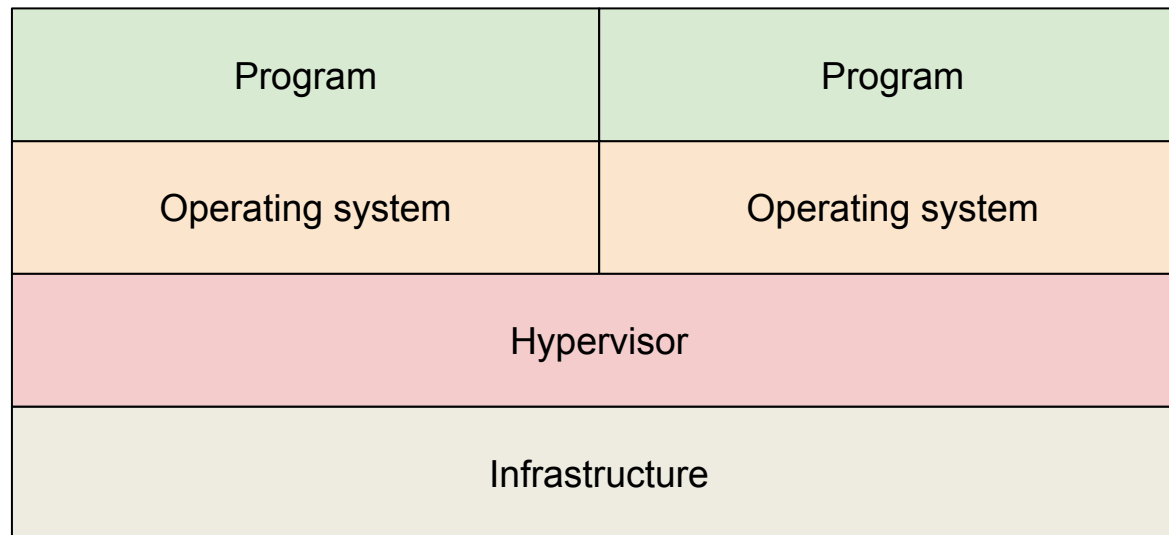 Program
Program
Operating system
Operating system
Hypervisor
Infrastructure